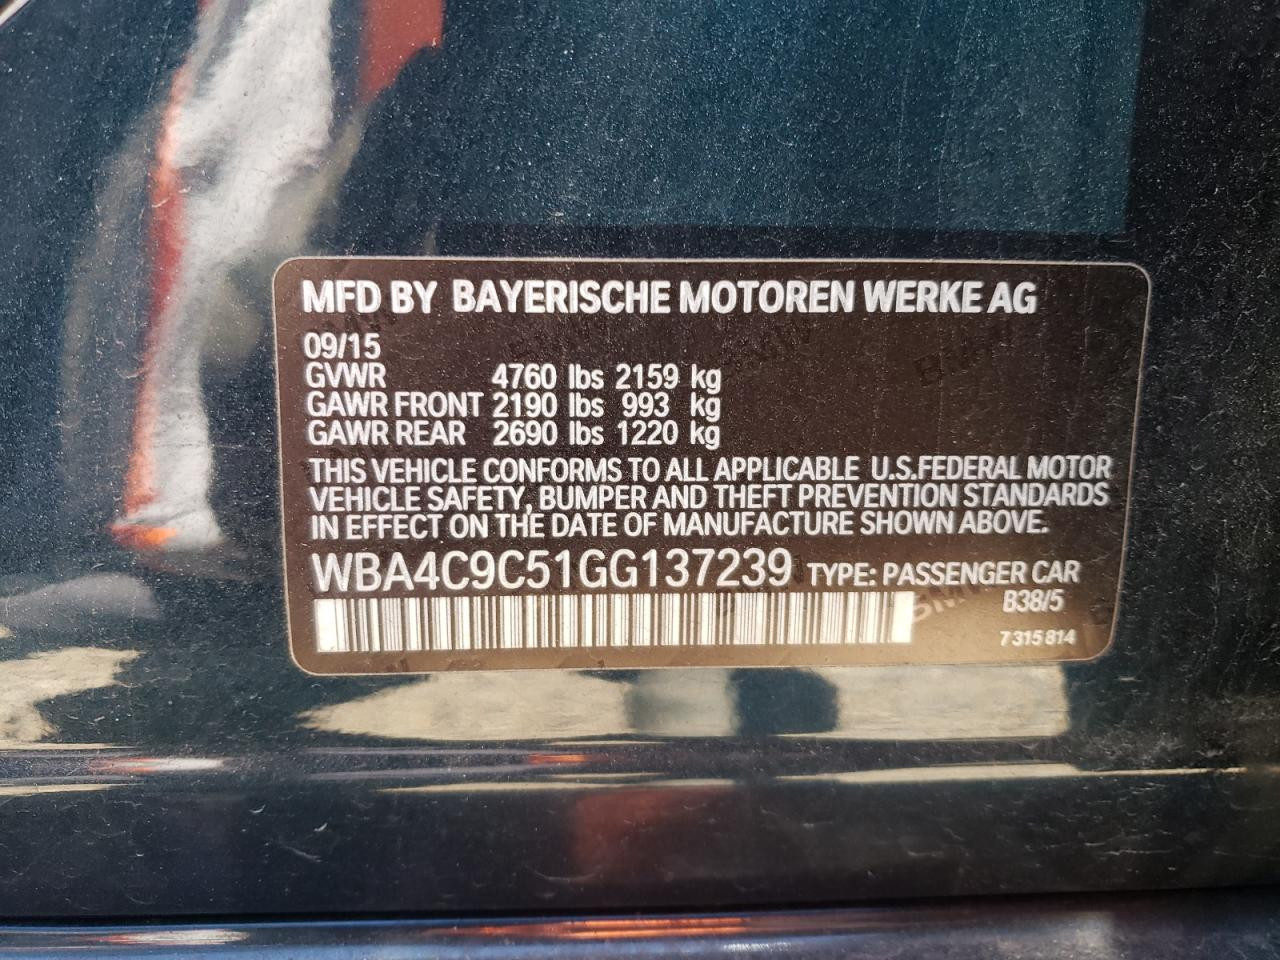 MFD BY BAYERISCHE MOTOREN WERKE AG
09/15
GVWR 4760 lbs 2159 kg
GAWR FRONT 2190 lbs 993 kg
GAWR REAR 2690 lbs 1220 kg
THIS VEHICLE CONFORMS TO ALL APPLICABLE U.S.FEDERAL MOTOR
VEHICLE SAFETY, BUMPER AND THEFT PREVENTION STANDARDS
IN EFFECT ON THE DATE OF MANUFACTURE SHOWN ABOVE.
WBA4C9C51GG137239 TYPE: PASSENGER CAR
B38/5
7 315 814